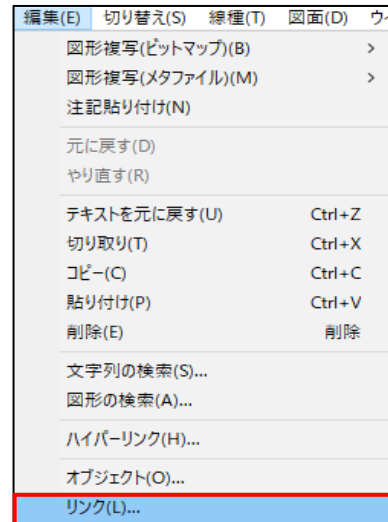 編集(E) 切り替え(S) 線種(T) 図面(D) ウィ
図形複写(ビットマップ)(B) >
図形複写(メタファイル)(M) >
注記貼り付け(N)
元に戻す(D)
やり直す(R)
テキストを元に戻す(U) Ctrl+Z
切り取り(T) Ctrl+X
コピー(C) Ctrl+C
貼り付け(P) Ctrl+V
削除(E) 削除
文字列の検索(S)...
図形の検索(A)...
ハイパーリンク(H)...
オブジェクト(O)...
リンク(L)...